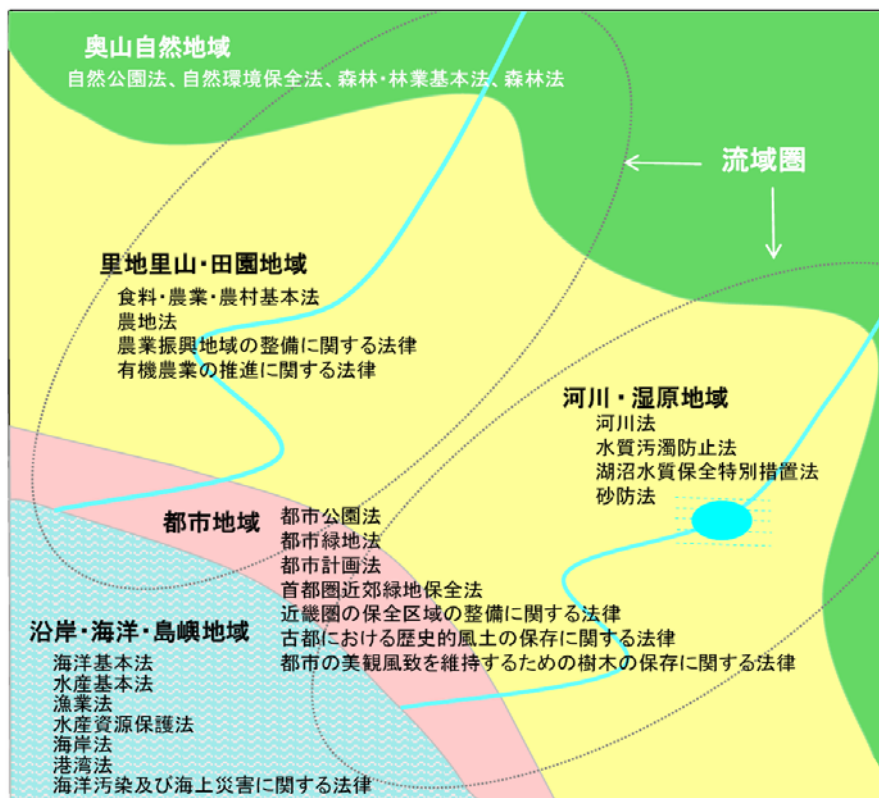 奥山自然地域
自然公園法、自然環境保全法、森林・林業基本法、森林法
流域圏
里地里山・田園地域
食料・農業・農村基本法
農地法
農業振興地域の整備に関する法律
有機農業の推進に関する法律
河川・湿原地域
河川法
水質汚濁防止法
湖沼水質保全特別措置法
砂防法
都市地域
都市公園法
都市緑地法
都市計画法
首都圏近郊緑地保全法
近畿圏の保全区域の整備に関する法律
古都における歴史的風土の保存に関する法律
都市の美観風致を維持するための樹木の保存に関する法律
沿岸・海洋・島嶼地域
海洋基本法
水産基本法
漁業法
水産資源保護法
海岸法
港湾法
海洋汚染及び海上災害に関する法律